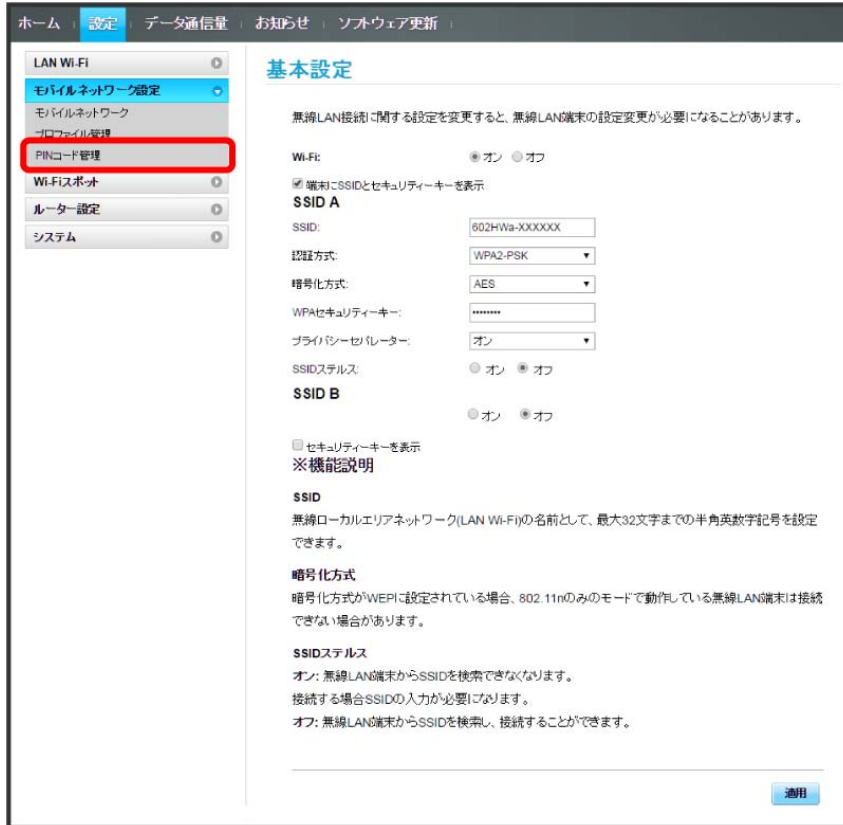 ホーム 設定 データ通信量 お知らせ ソフトウェア更新
LAN Wi-Fi
モバイルネットワーク設定
モバイルネットワーク
プロファイル管理
PINコード管理
Wi-Fiスポット
ルーター設定
システム
基本設定
無線LAN接続に関する設定を変更すると、無線LAN端末の設定変更が必要になることがあります。
Wi-Fi: オン オフ
端末にSSIDとセキュリティーキーを表示
SSID A
SSID: 602HWa-XXXXXX
認証方式: WPA2-PSK
暗号化方式: AES
WPAセキュリティーキー: ••••••••
プライバシーセパレーター: オン
SSIDステルス: オン オフ
SSID B
オン オフ
セキュリティーキーを表示
※機能説明
SSID
無線ローカルエリアネットワーク(LAN Wi-Fi)の名前として、最大32文字までの半角英数字記号を設定
できます。
暗号化方式
暗号化方式がWEPに設定されている場合、802.11nのみのモードで動作している無線LAN端末は接続
できない場合があります。
SSIDステルス
オン: 無線LAN端末からSSIDを検索できなくなります。
接続する場合SSIDの入力が必要になります。
オフ: 無線LAN端末からSSIDを検索し、接続することができます。
適用